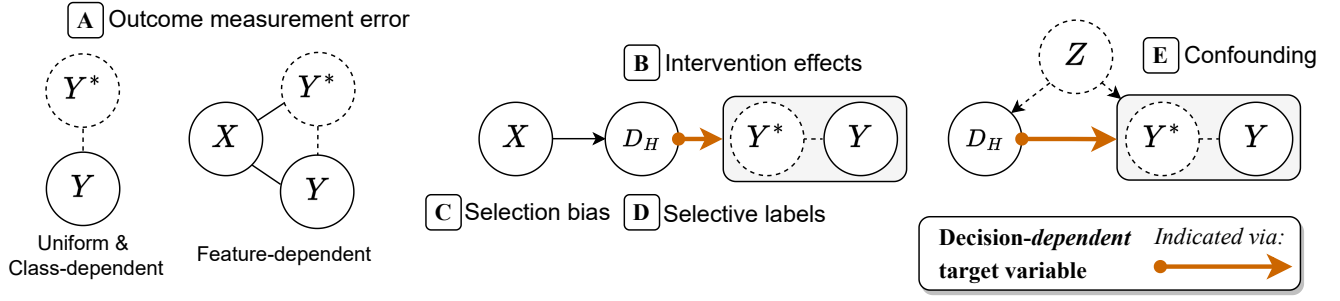 A Outcome measurement error
Y*
Y
Uniform &
Class-dependent
X
Y*
Y
Feature-dependent
B Intervention effects
X
D_H
Y*
Y
C Selection bias
D Selective labels
Z
E Confounding
D_H
Y*
Y
Decision-dependent Indicated via:
target variable